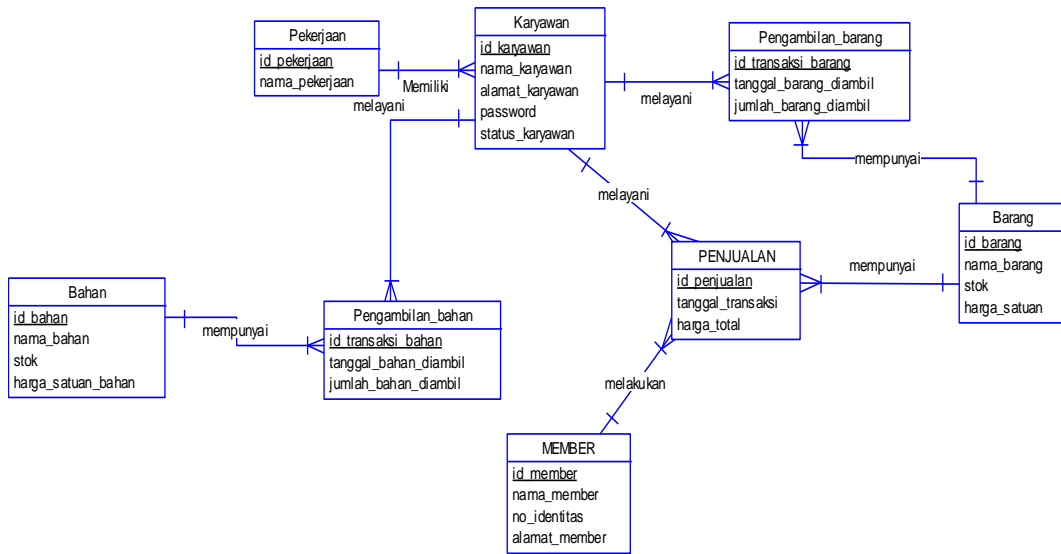 Pekerjaan
id_pekerjaan
nama_pekerjaan
Memiliki
Karyawan
id_karyawan
nama_karyawan
alamat_karyawan
password
status_karyawan
melayani
Pengambilan_barang
id_transaksi_barang
tanggal_barang_diambil
jumlah_barang_diambil
melayani
mempunyai
melayani
Barang
id_barang
nama_barang
stok
harga_satuan
mempunyai
PENJUALAN
id_penjualan
tanggal_transaksi
harga_total
Bahan
id_bahan
nama_bahan
stok
harga_satuan_bahan
mempunyai
Pengambilan_bahan
id_transaksi_bahan
tanggal_bahan_diambil
jumlah_bahan_diambil
melakukan
MEMBER
id_member
nama_member
no_identitas
alamat_member